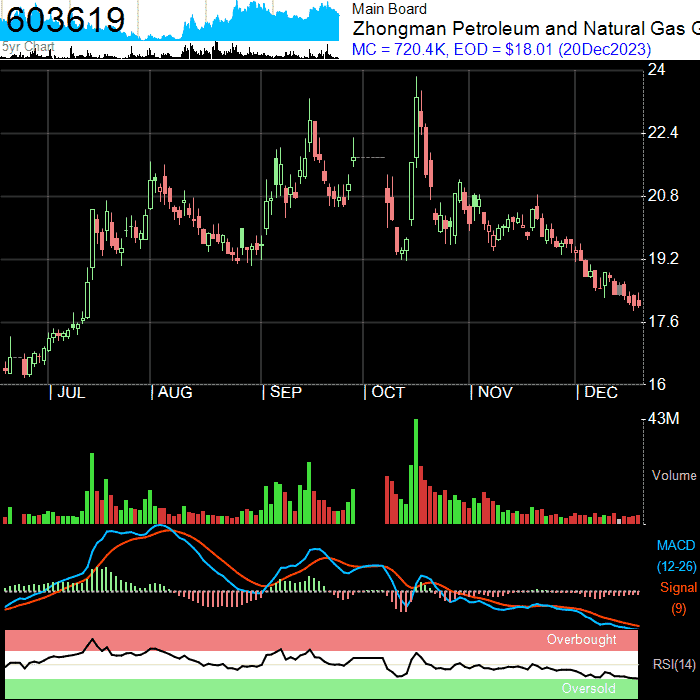 603619
5yr Chart
Main Board
Zhongman Petroleum and Natural Gas G
MC = 720.4K, EOD = $18.01 (20Dec2023)
24
22.4
20.8
19.2
17.6
16
| JUL | AUG | SEP | OCT | NOV | DEC
43M
Volume
MACD
(12-26)
Signal
(9)
Overbought
RSI(14)
Oversold